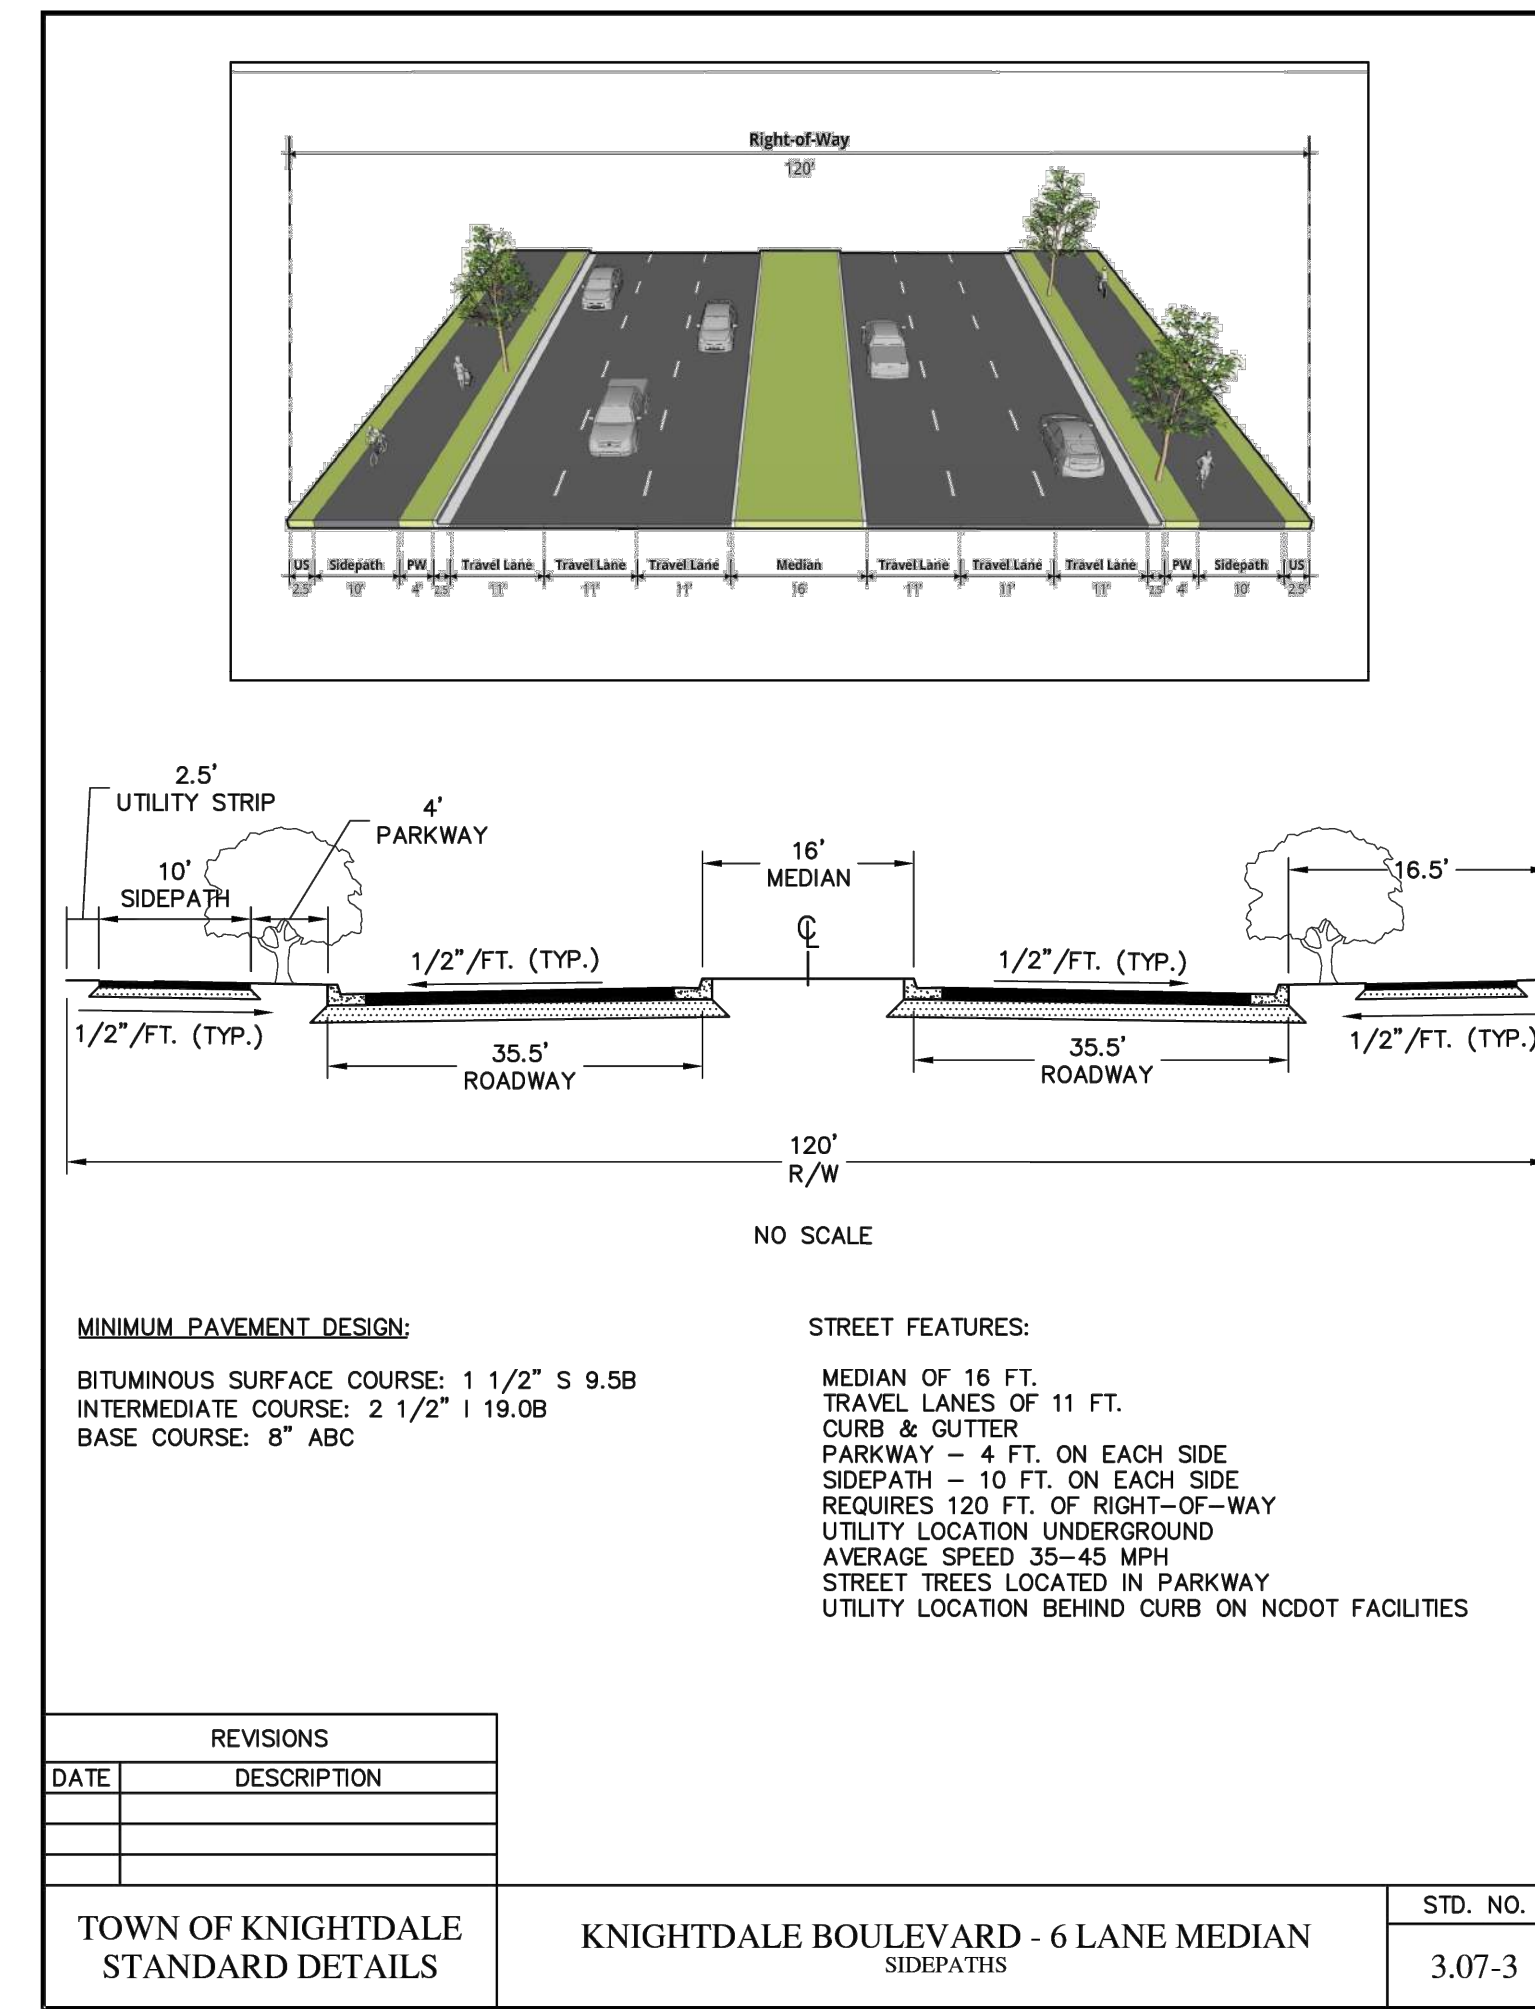 Right-of-Way
120'
US Sidepath PW Travel Lane Travel Lane Travel Lane Median Travel Lane Travel Lane Travel Lane PW Sidepath US
2.5' 10' 4' 2.5' 11' 11' 11' 16' 11' 11' 11' 2.5' 4' 10' 2.5'
2.5'
UTILITY STRIP
4'
PARKWAY
10'
SIDEPATH
16'
MEDIAN
16.5'
℄
1/2"/FT. (TYP.)
1/2"/FT. (TYP.)
1/2"/FT. (TYP.)
1/2"/FT. (TYP.)
35.5'
ROADWAY
35.5'
ROADWAY
120'
R/W
NO SCALE
MINIMUM PAVEMENT DESIGN:
BITUMINOUS SURFACE COURSE: 1 1/2" S 9.5B
INTERMEDIATE COURSE: 2 1/2" I 19.0B
BASE COURSE: 8" ABC
STREET FEATURES:
MEDIAN OF 16 FT.
TRAVEL LANES OF 11 FT.
CURB & GUTTER
PARKWAY – 4 FT. ON EACH SIDE
SIDEPATH – 10 FT. ON EACH SIDE
REQUIRES 120 FT. OF RIGHT–OF–WAY
UTILITY LOCATION UNDERGROUND
AVERAGE SPEED 35–45 MPH
STREET TREES LOCATED IN PARKWAY
UTILITY LOCATION BEHIND CURB ON NCDOT FACILITIES
REVISIONS
DATE DESCRIPTION
TOWN OF KNIGHTDALE
STANDARD DETAILS
KNIGHTDALE BOULEVARD - 6 LANE MEDIAN
SIDEPATHS
STD. NO.
3.07-3